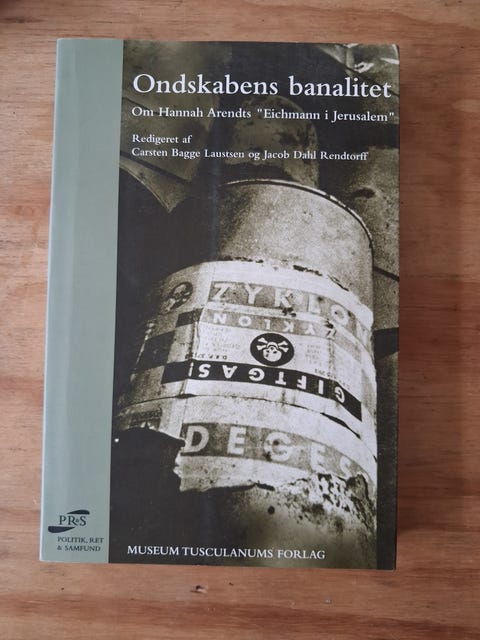 Ondskabens banalitet
Om Hannah Arendts "Eichmann i Jerusalem"
Redigeret af
Carsten Bagge Laustsen og Jacob Dahl Rendtorff
ZYKLON
ZYKLON
GIFTGAS!
DEGES
PR&S
POLITIK, RET
& SAMFUND
MUSEUM TUSCULANUMS FORLAG